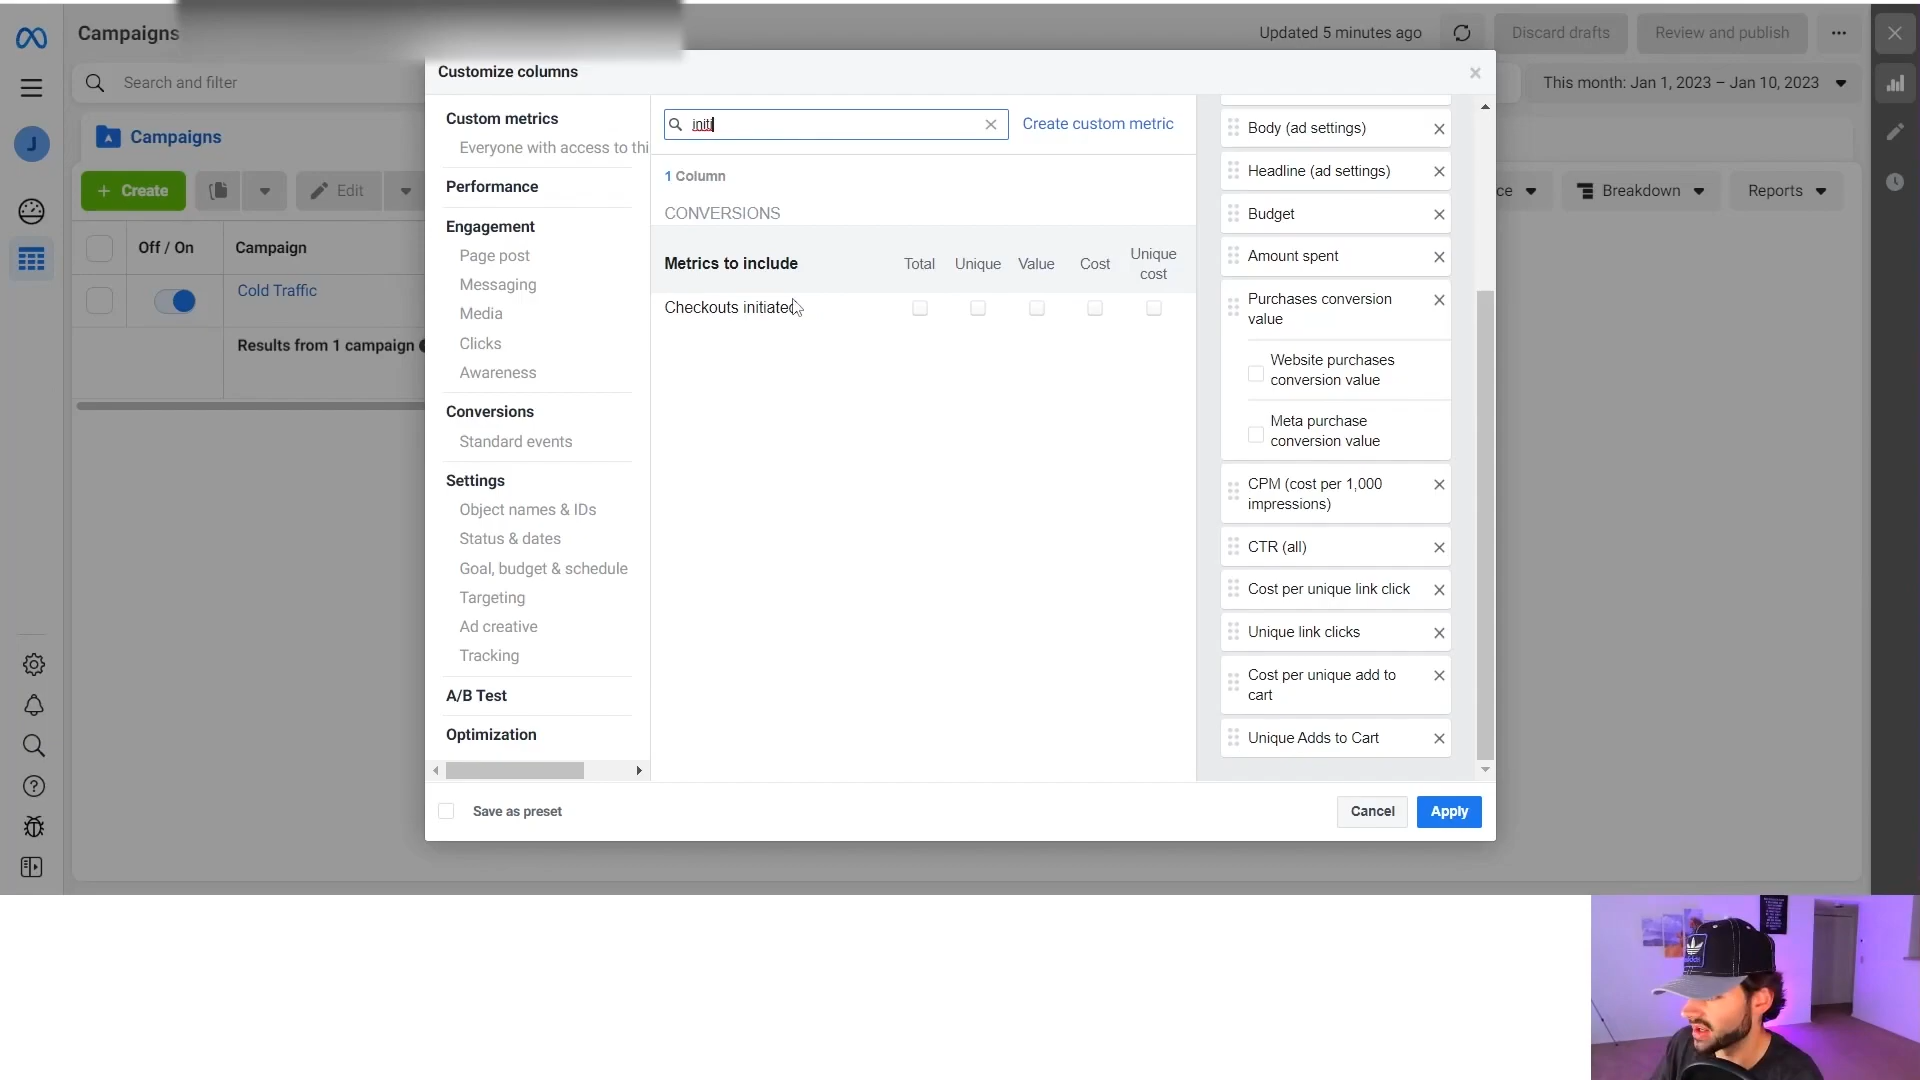 Campaigns
Updated 5 minutes ago
Discard drafts
Review and publish
Search and filter
This month: Jan 1, 2023 – Jan 10, 2023
Campaigns
J
Create
Edit
ce
Breakdown
Reports
Off / On
Campaign
Cold Traffic
Results from 1 campaign
Customize columns
Custom metrics
Everyone with access to thi
Performance
Engagement
Page post
Messaging
Media
Clicks
Awareness
Conversions
Standard events
Settings
Object names & IDs
Status & dates
Goal, budget & schedule
Targeting
Ad creative
Tracking
A/B Test
Optimization
initi
Create custom metric
1 Column
CONVERSIONS
Metrics to include
Total
Unique
Value
Cost
Unique
cost
Checkouts initiated
Body (ad settings)
Headline (ad settings)
Budget
Amount spent
Purchases conversion
value
Website purchases
conversion value
Meta purchase
conversion value
CPM (cost per 1,000
impressions)
CTR (all)
Cost per unique link click
Unique link clicks
Cost per unique add to
cart
Unique Adds to Cart
Save as preset
Cancel
Apply